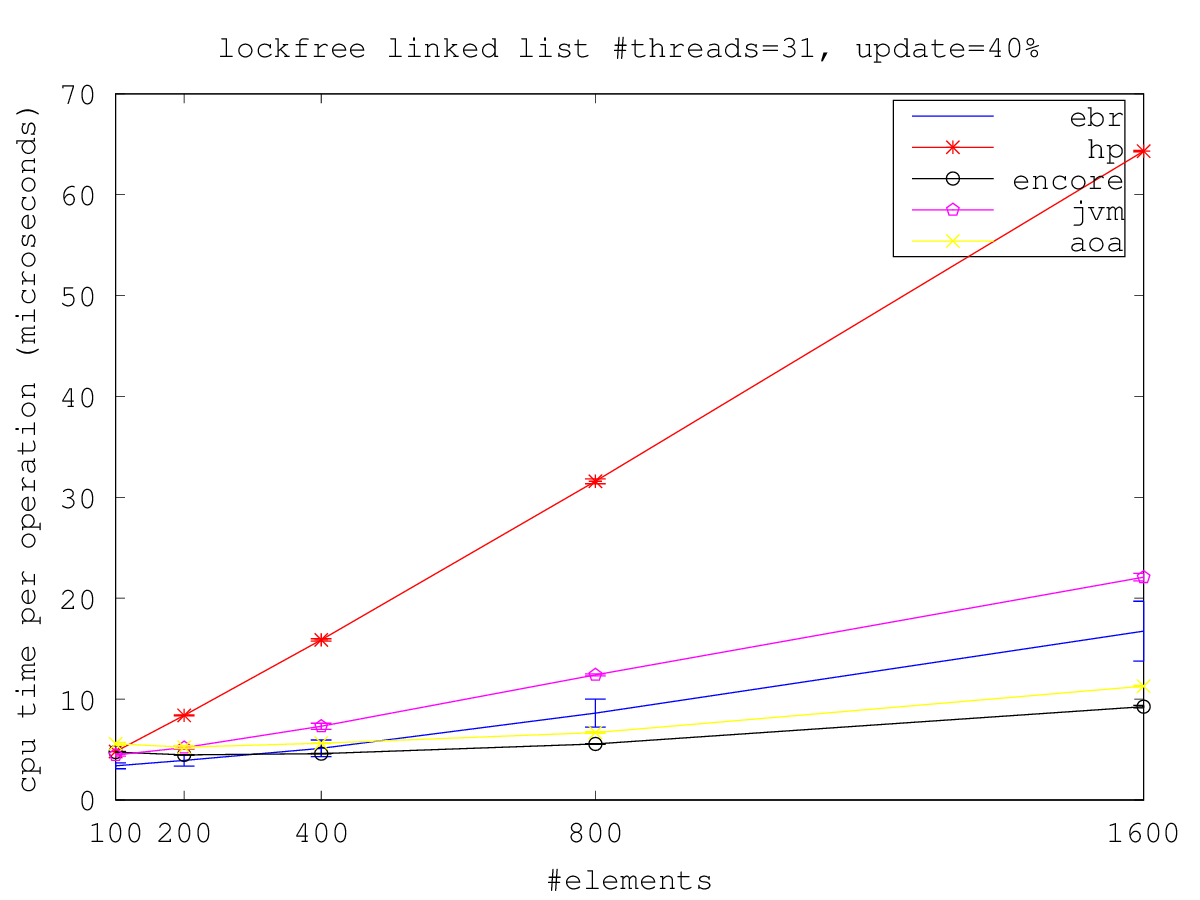 lockfree linked list #threads=31, update=40%
ebr
hp
encore
jvm
aoa
cpu time per operation (microseconds)
70
60
50
40
30
20
10
0
100 200 400 800 1600
#elements